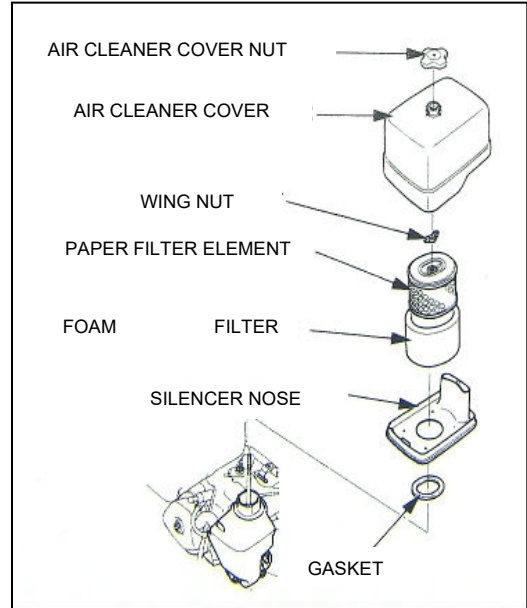 AIR CLEANER COVER NUT
AIR CLEANER COVER
WING NUT
PAPER FILTER ELEMENT
FOAM FILTER
SILENCER NOSE
GASKET